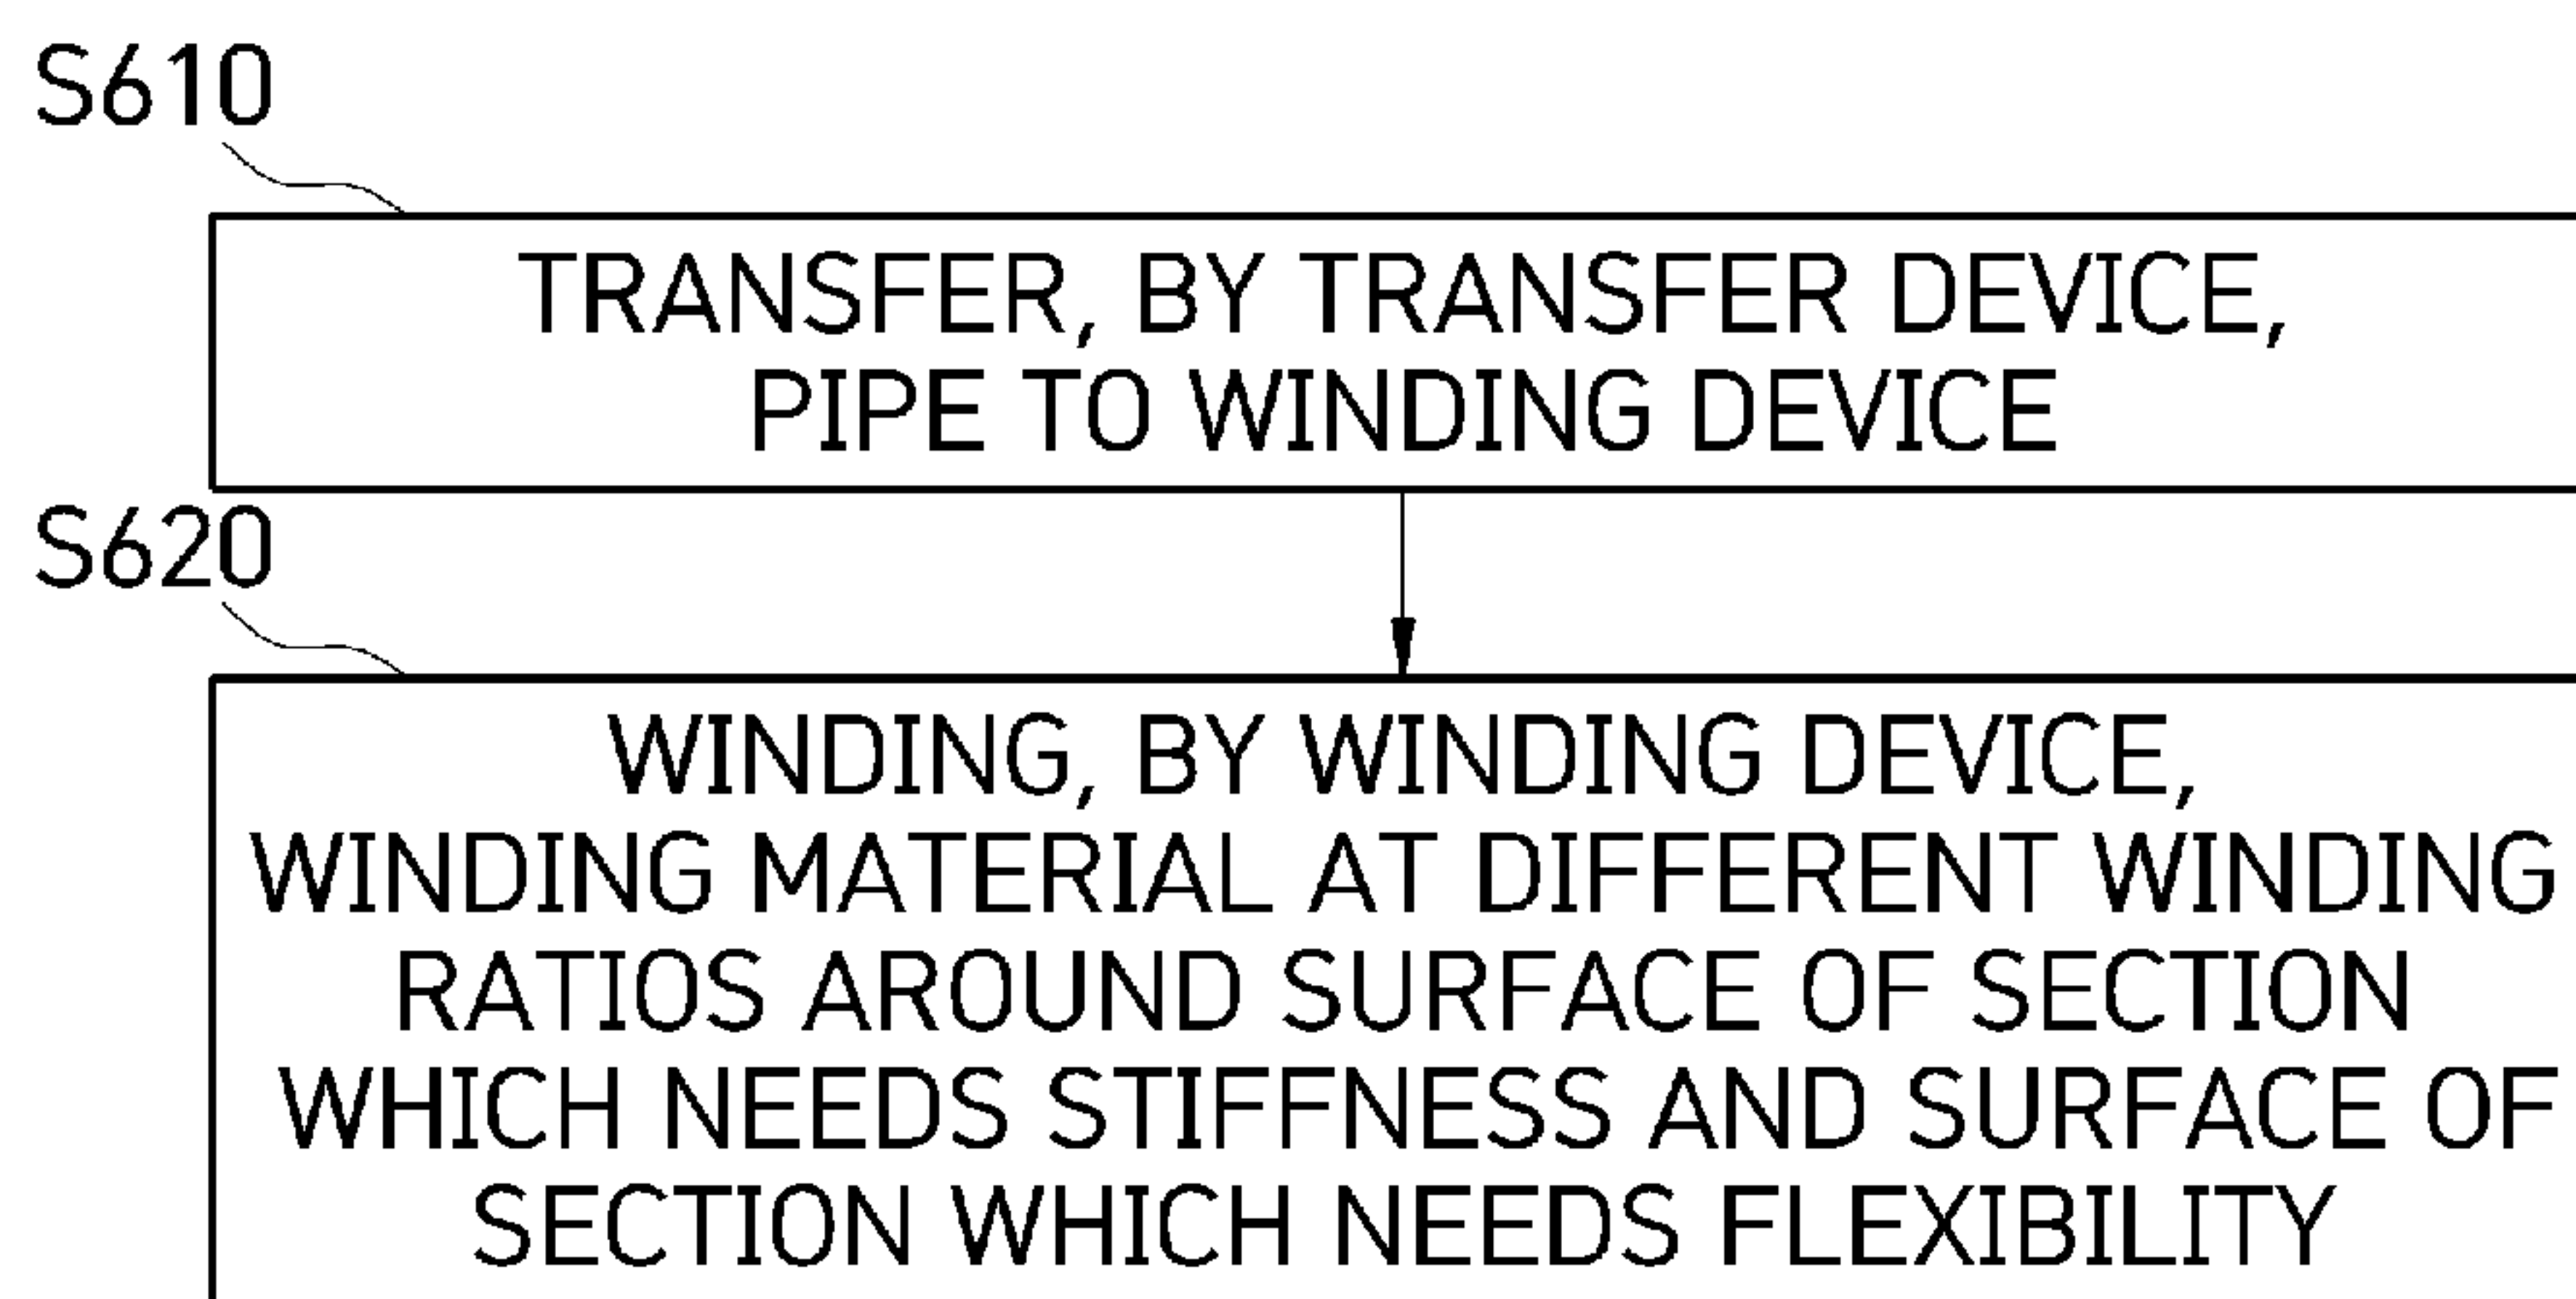 S610
TRANSFER, BY TRANSFER DEVICE,
PIPE TO WINDING DEVICE
S620
WINDING, BY WINDING DEVICE,
WINDING MATERIAL AT DIFFERENT WINDING
RATIOS AROUND SURFACE OF SECTION
WHICH NEEDS STIFFNESS AND SURFACE OF
SECTION WHICH NEEDS FLEXIBILITY